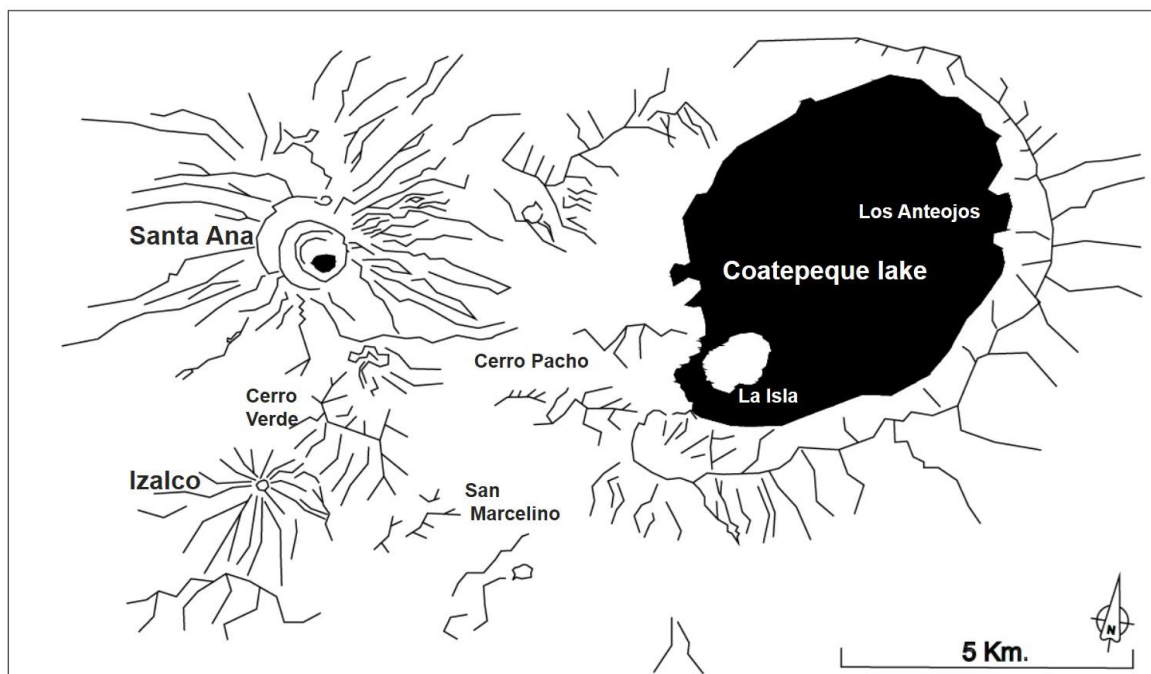 Los Anteojos
Santa Ana
Coatepeque lake
Cerro Pacho
Cerro
Verde
La Isla
Izalco
San
Marcelino
N
5 Km.